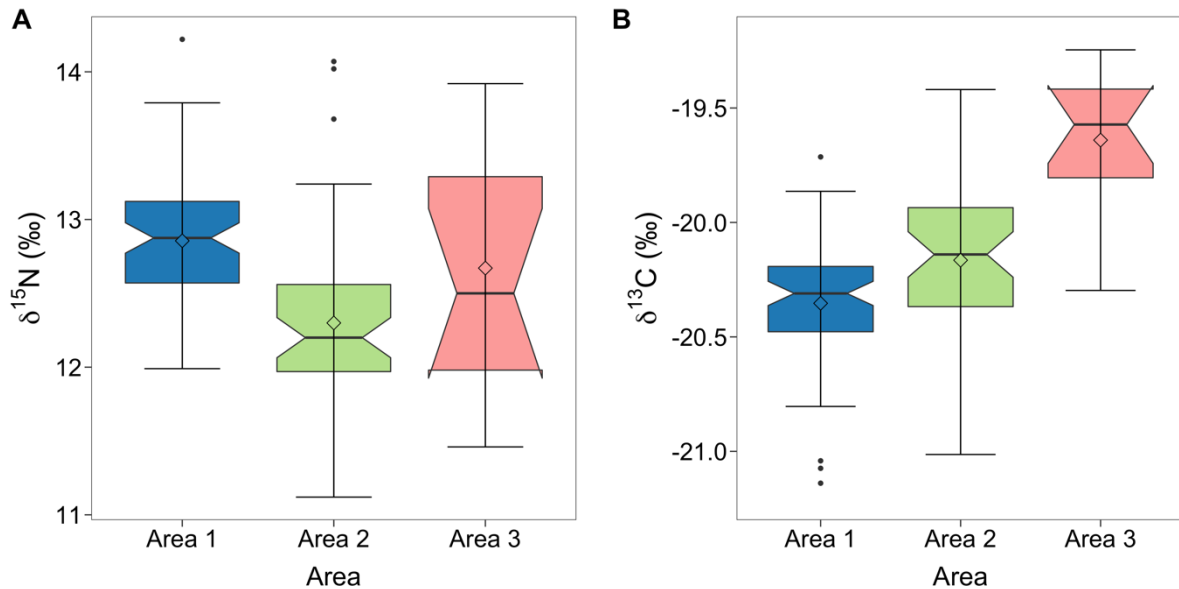 A
δ15N (‰)
14
13
12
11
Area 1 Area 2 Area 3
Area
B
δ13C (‰)
-19.5
-20.0
-20.5
-21.0
Area 1 Area 2 Area 3
Area